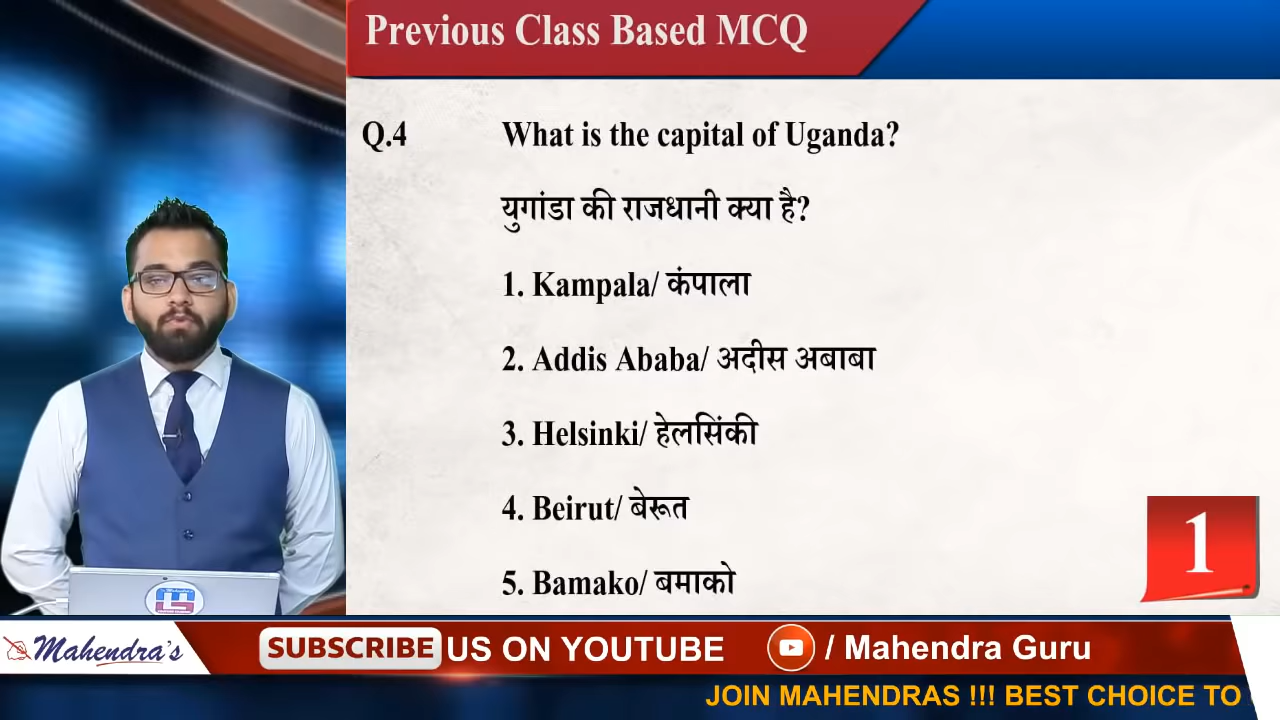 Previous Class Based MCQ
Q.4 What is the capital of Uganda?
युगांडा की राजधानी क्या है?
1. Kampala/ कंपाला
2. Addis Ababa/ अदीस अबाबा
3. Helsinki/ हेलसिंकी
4. Beirut/ बेरूत
5. Bamako/ बमाको
1
Mahendra's
SUBSCRIBE US ON YOUTUBE
/ Mahendra Guru
JOIN MAHENDRAS !!! BEST CHOICE TO